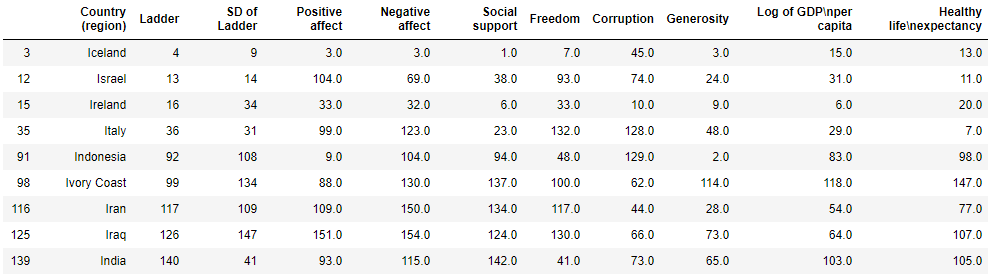 Country (region) Ladder SD of Ladder Positive affect Negative affect Social support Freedom Corruption Generosity Log of GDP\nper capita Healthy life\nexpectancy
3 Iceland 4 9 3.0 3.0 1.0 7.0 45.0 3.0 15.0 13.0
12 Israel 13 14 104.0 69.0 38.0 93.0 74.0 24.0 31.0 11.0
15 Ireland 16 34 33.0 32.0 6.0 33.0 10.0 9.0 6.0 20.0
35 Italy 36 31 99.0 123.0 23.0 132.0 128.0 48.0 29.0 7.0
91 Indonesia 92 108 9.0 104.0 94.0 48.0 129.0 2.0 83.0 98.0
98 Ivory Coast 99 134 88.0 130.0 137.0 100.0 62.0 114.0 118.0 147.0
116 Iran 117 109 109.0 150.0 134.0 117.0 44.0 28.0 54.0 77.0
125 Iraq 126 147 151.0 154.0 124.0 130.0 66.0 73.0 64.0 107.0
139 India 140 41 93.0 115.0 142.0 41.0 73.0 65.0 103.0 105.0